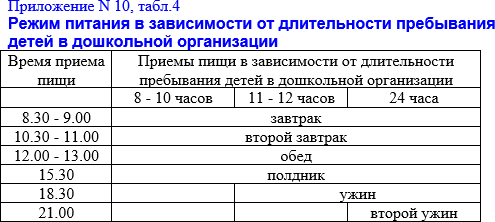 Приложение N 10, табл.4
Режим питания в зависимости от длительности пребывания
детей в дошкольной организации
Время приема Приемы пищи в зависимости от длительности
пищи пребывания детей в дошкольной организации
8 - 10 часов 11 - 12 часов 24 часа
8.30 - 9.00 завтрак
10.30 - 11.00 второй завтрак
12.00 - 13.00 обед
15.30 полдник
18.30 ужин
21.00 второй ужин